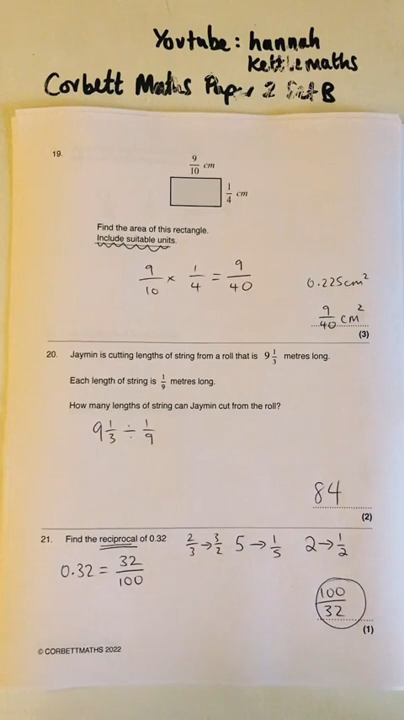 Youtube: hannah
kettlemaths
Corbett Maths Paper 2 Set B
19.
9/10 cm
1/4 cm
Find the area of this rectangle.
Include suitable units.
9/10 × 1/4 = 9/40
0.225cm²
9/40 cm²
(3)
20. Jaymin is cutting lengths of string from a roll that is 9 1/3 metres long.
Each length of string is 1/9 metres long.
How many lengths of string can Jaymin cut from the roll?
9 1/3 ÷ 1/9
84
(2)
21. Find the reciprocal of 0.32
2/3 → 3/2 5 → 1/5 2 → 1/2
0.32 = 32/100
100/32
(1)
© CORBETTMATHS 2022